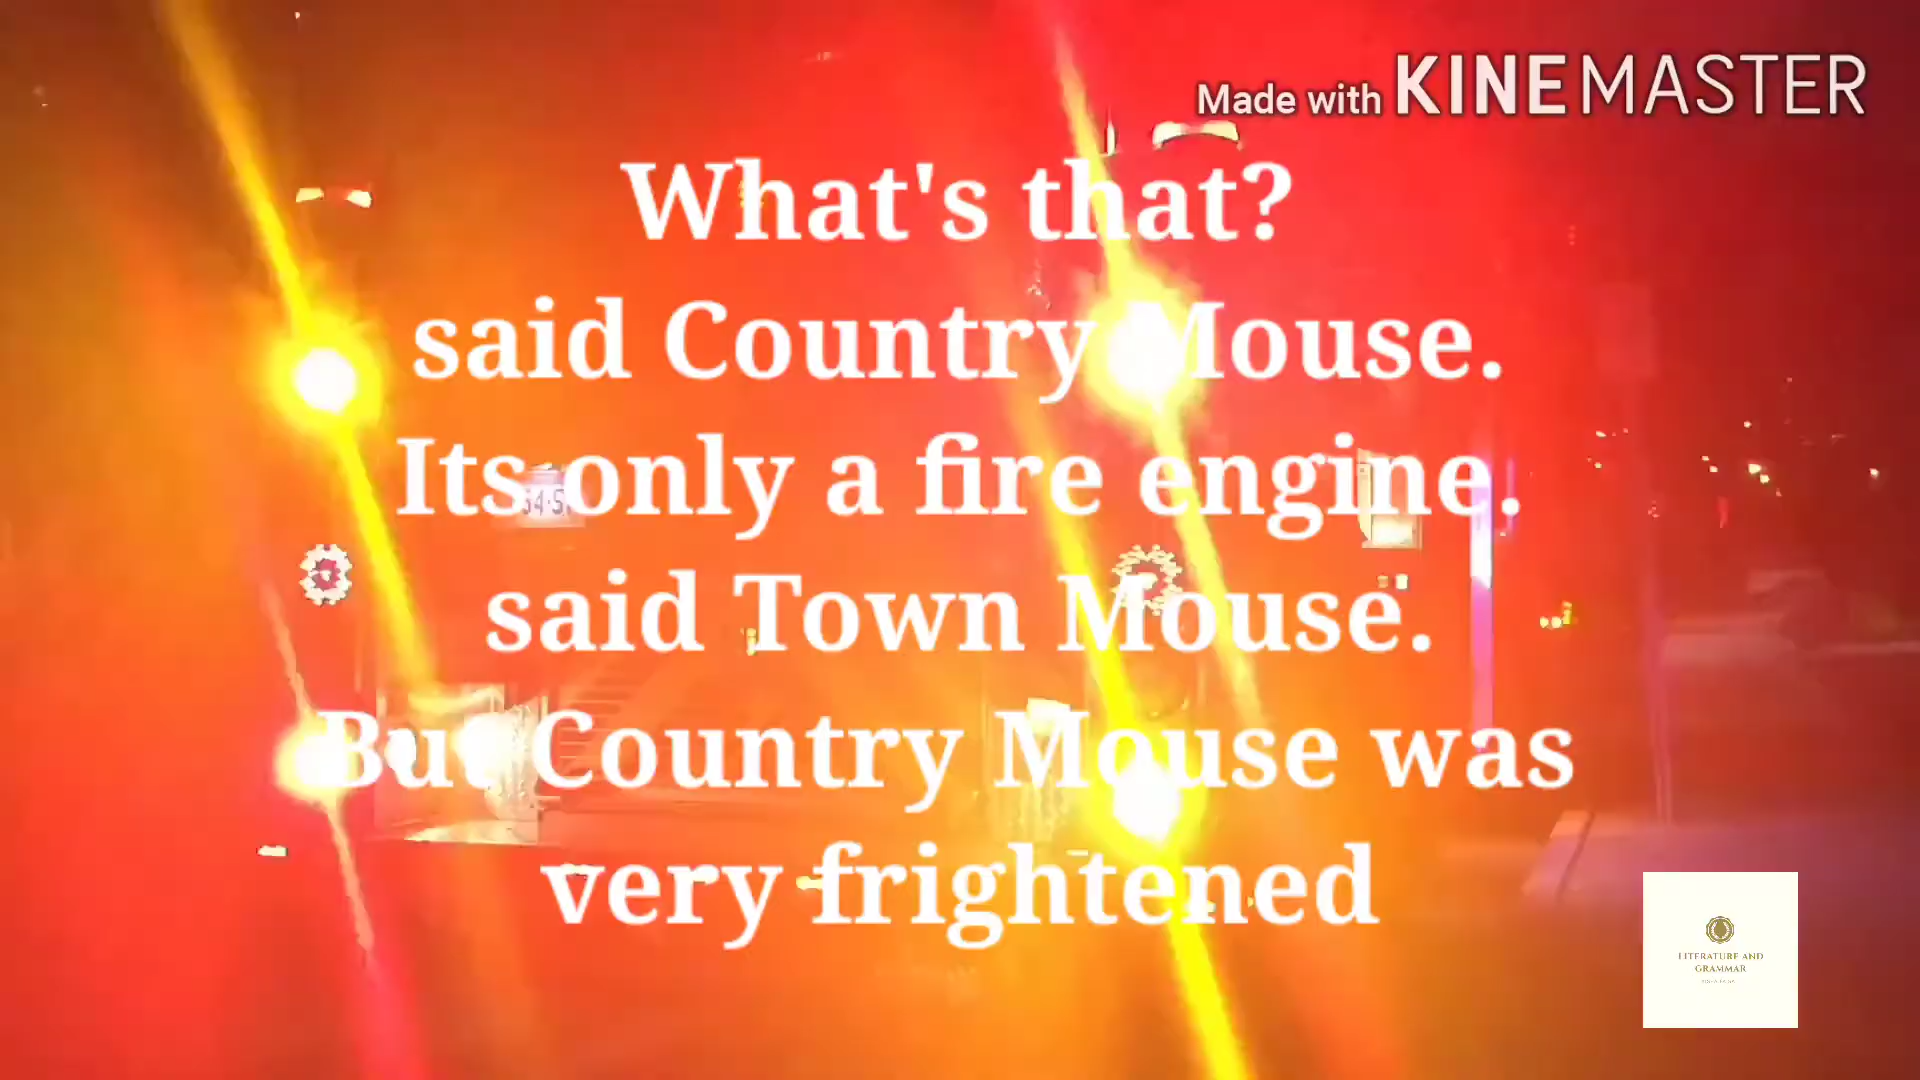 Made with KINEMASTER
What's that?
said Country Mouse.
Its only a fire engine.
said Town Mouse.
But Country Mouse was
very frightened
LITERATURE AND
GRAMMAR